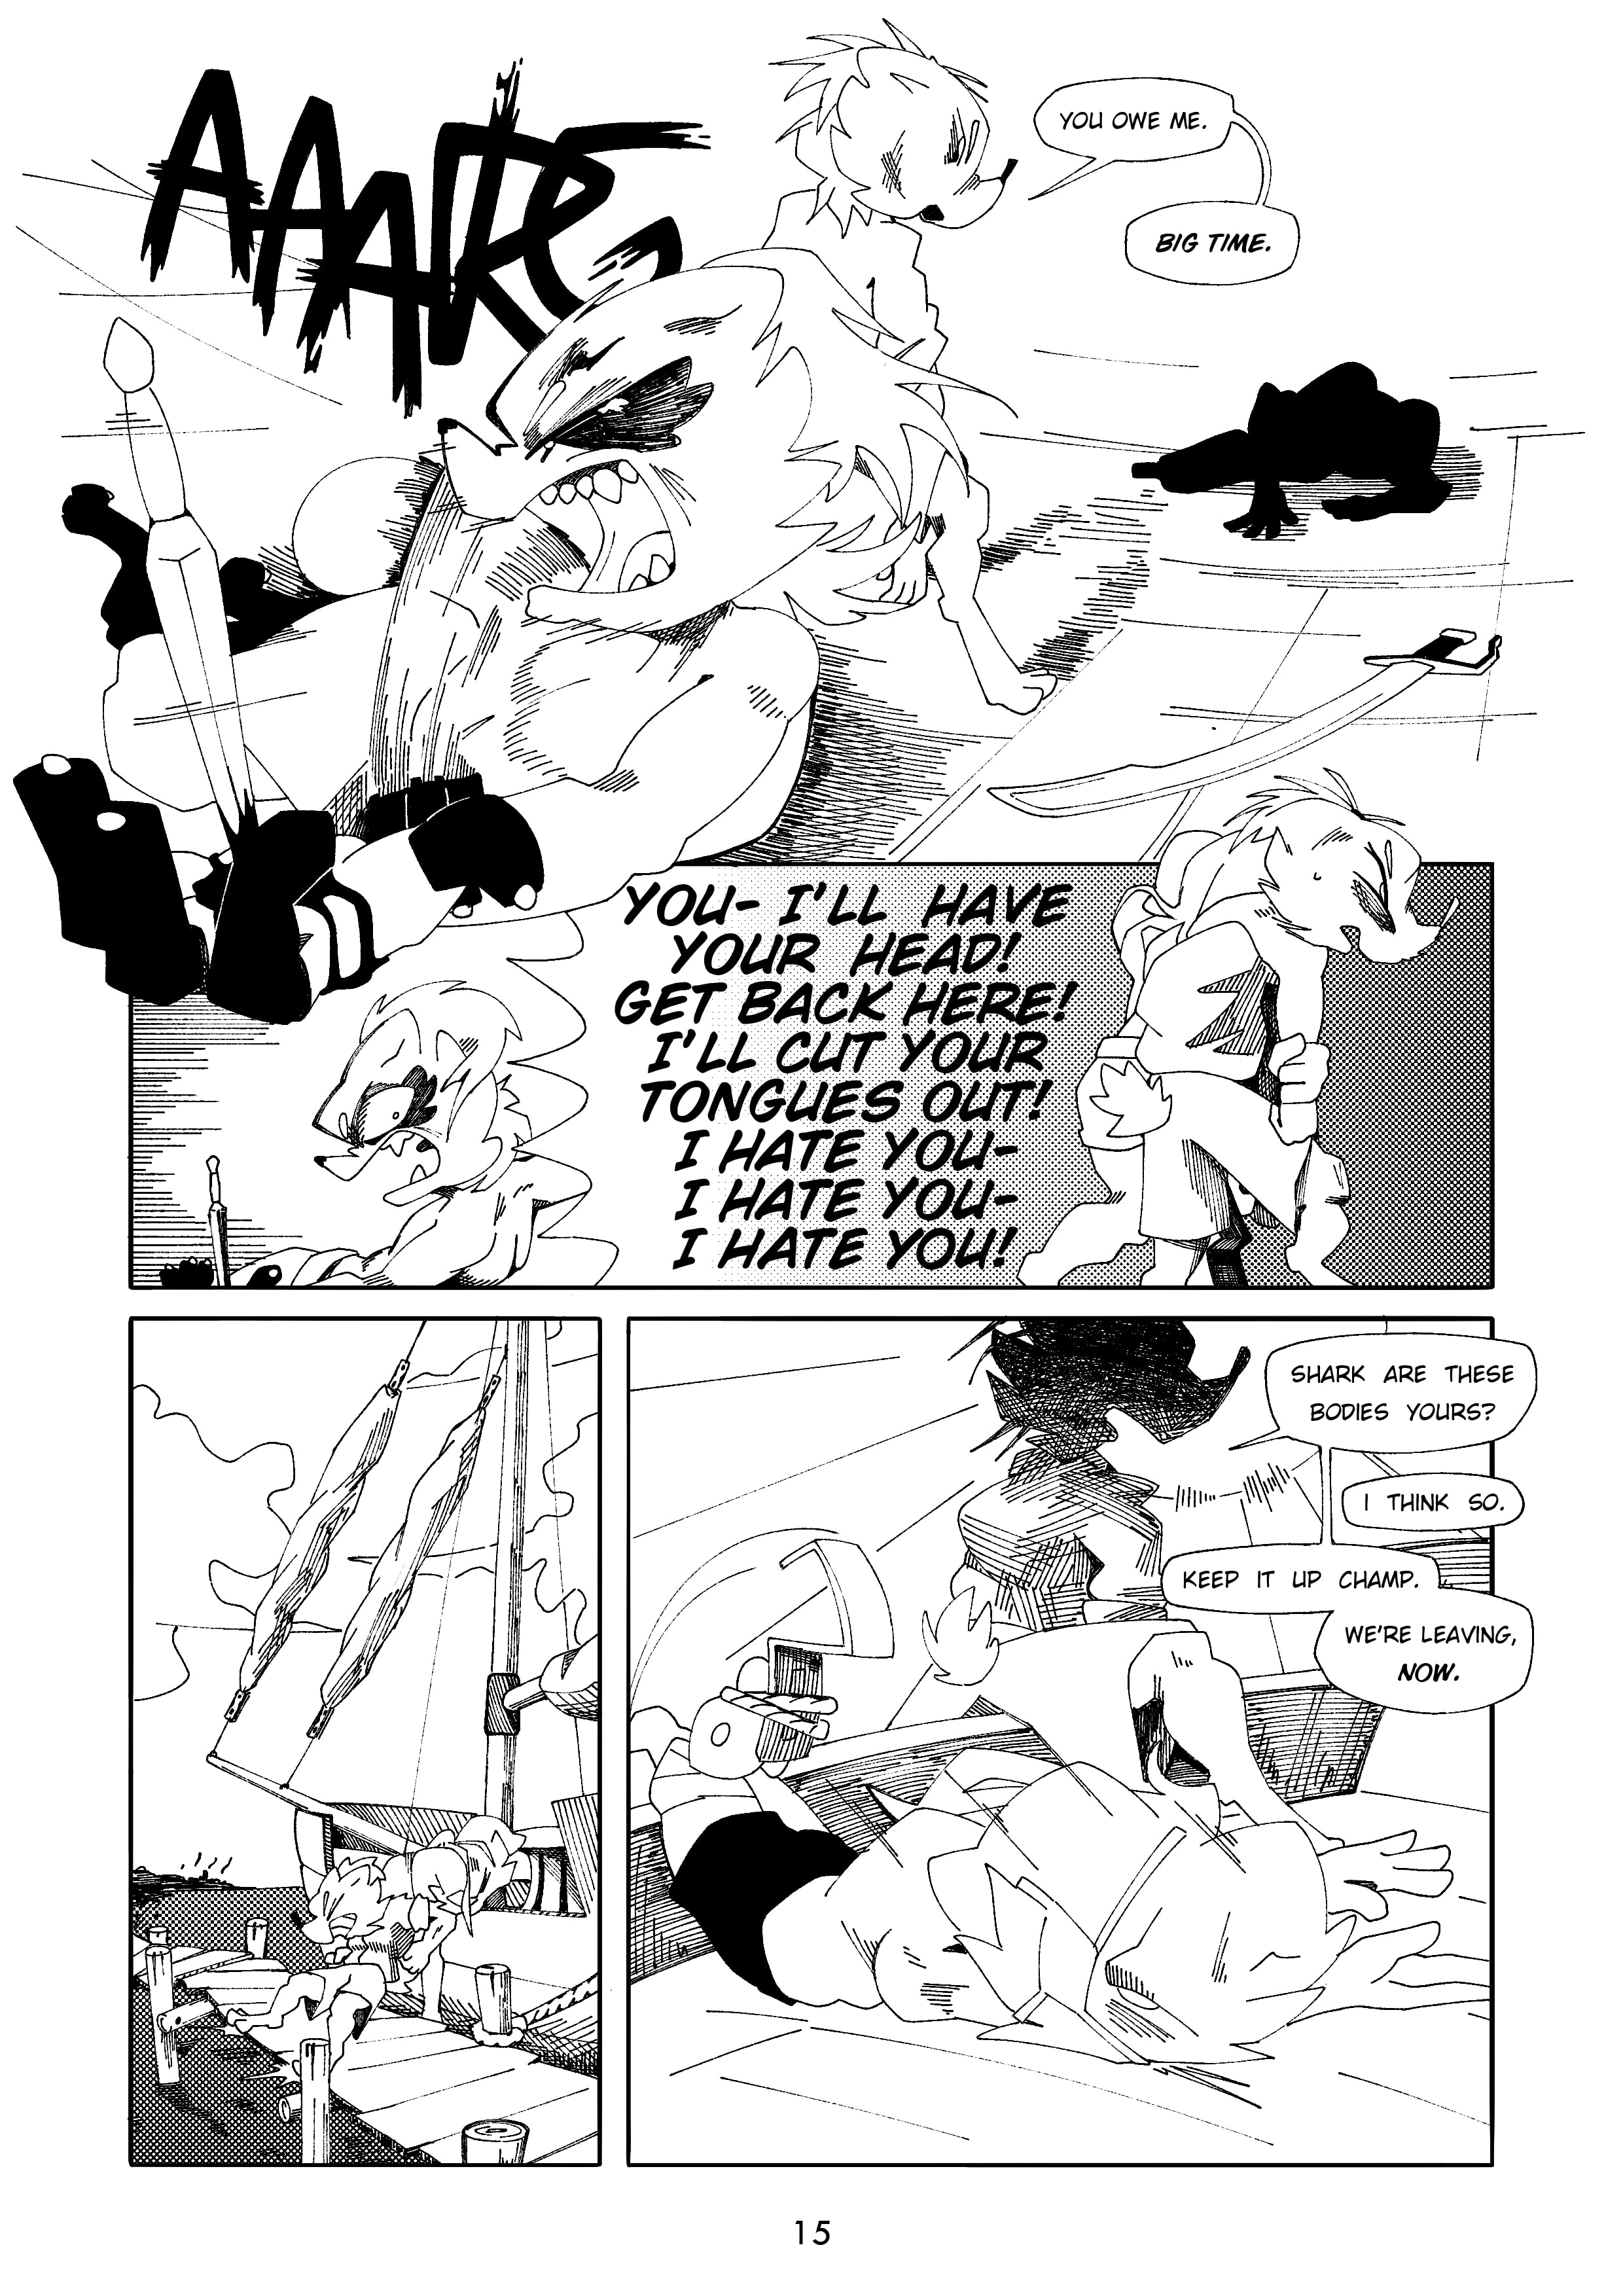 AAARG
YOU OWE ME.
BIG TIME.
YOU- I'LL HAVE
YOUR HEAD!
GET BACK HERE!
I'LL CUT YOUR
TONGUES OUT!
I HATE YOU-
I HATE YOU-
I HATE YOU!
SHARK ARE THESE
BODIES YOURS?
I THINK SO.
KEEP IT UP CHAMP.
WE'RE LEAVING,
NOW.
15